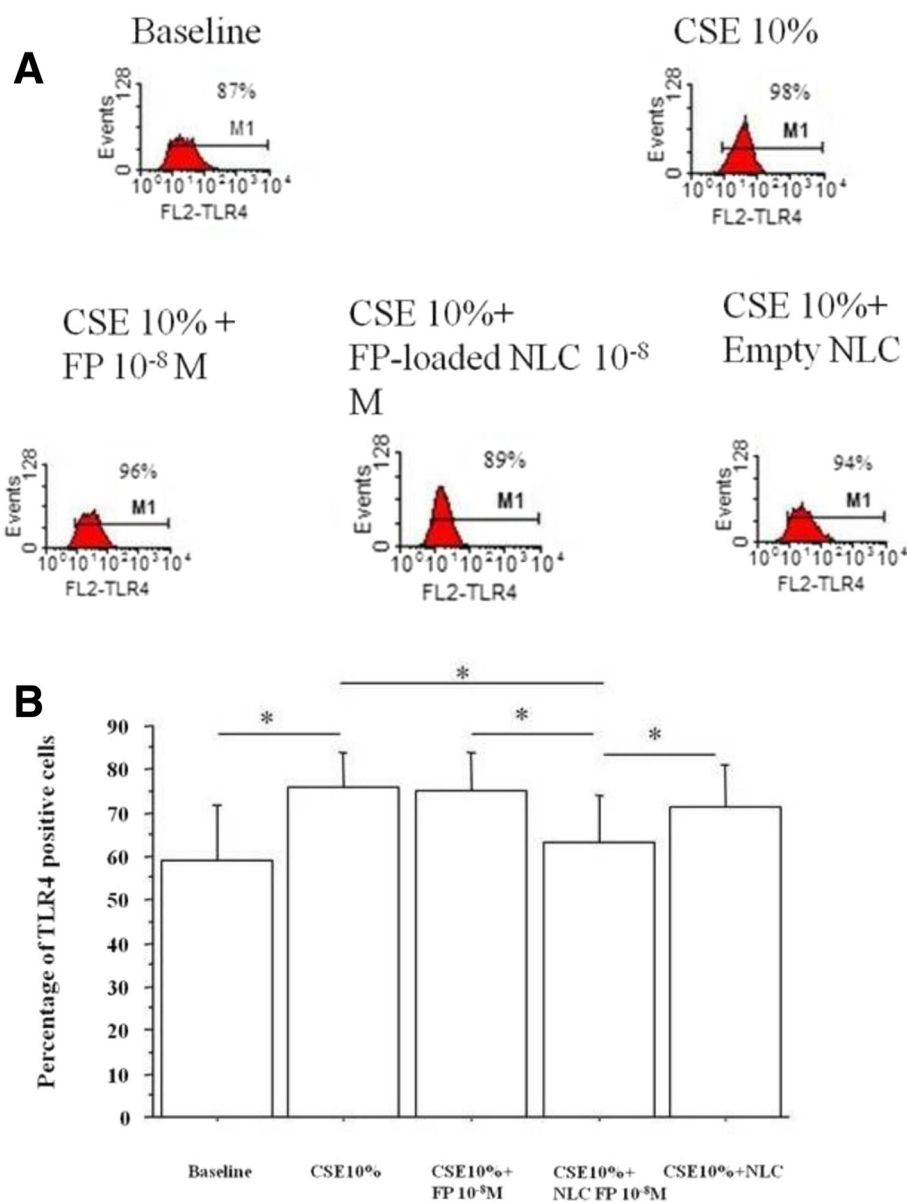 A
Baseline
128
Events
0
87%
M1
10⁰10¹10²10³10⁴
FL2-TLR4
CSE 10%
128
Events
0
98%
M1
10⁰10¹10²10³10⁴
FL2-TLR4
CSE 10% +
FP 10⁻⁸ M
128
Events
0
96%
M1
10⁰10¹10²10³10⁴
FL2-TLR4
CSE 10%+
FP-loaded NLC 10⁻⁸
M
128
Events
0
89%
M1
10⁰10¹10²10³10⁴
FL2-TLR4
CSE 10%+
Empty NLC
128
Events
0
94%
M1
10⁰10¹10²10³10⁴
FL2-TLR4
B
Percentage of TLR4 positive cells
90
80
70
60
50
40
30
20
10
0
*
*
*
*
Baseline
CSE10%
CSE10%+
FP 10⁻⁸M
CSE10%+
NLC FP 10⁻⁸M
CSE10%+NLC